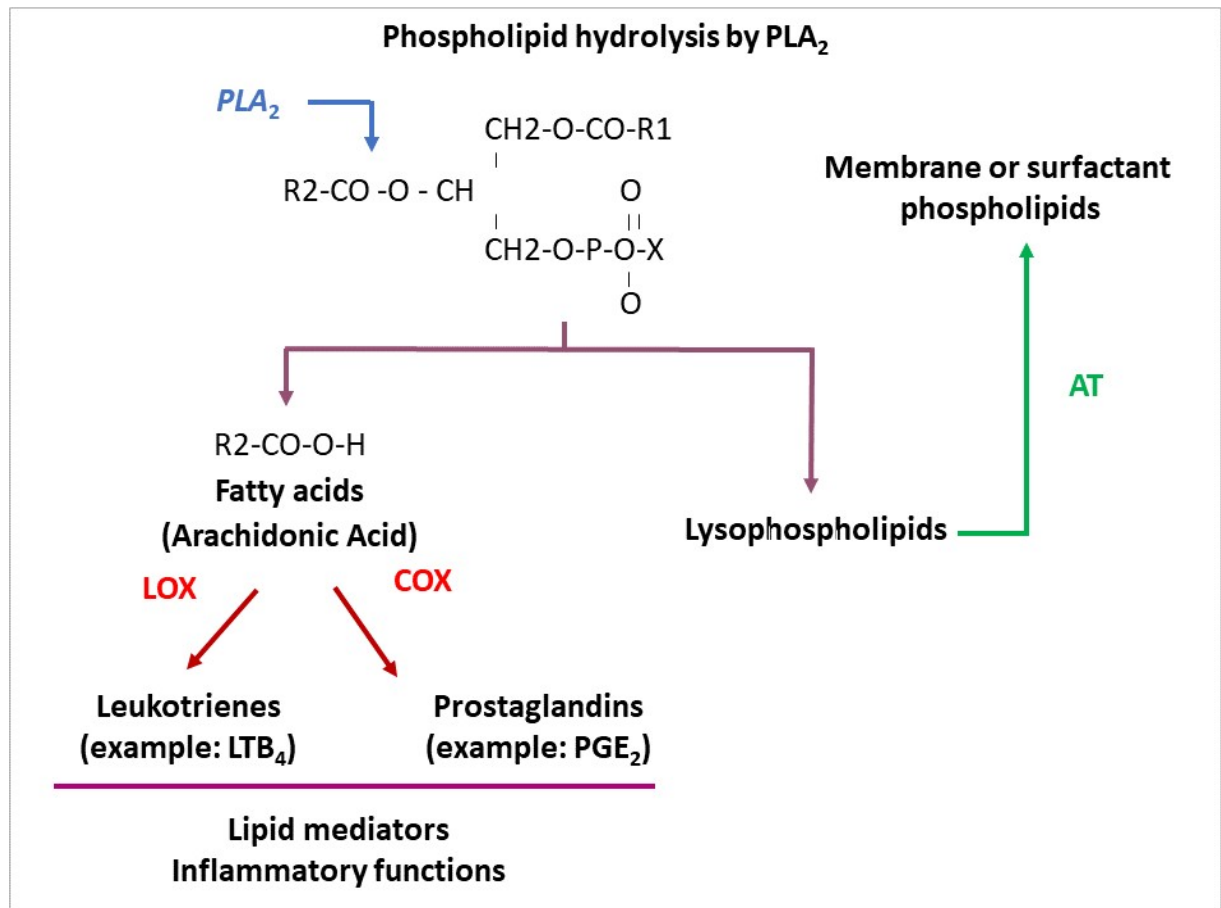 Phospholipid hydrolysis by PLA₂
PLA₂
CH2-O-CO-R1
R2-CO -O - CH
O
CH2-O-P-O-X
O
Membrane or surfactant
phospholipids
AT
R2-CO-O-H
Fatty acids
(Arachidonic Acid)
Lysophospholipids
LOX
COX
Leukotrienes
(example: LTB₄)
Prostaglandins
(example: PGE₂)
Lipid mediators
Inflammatory functions